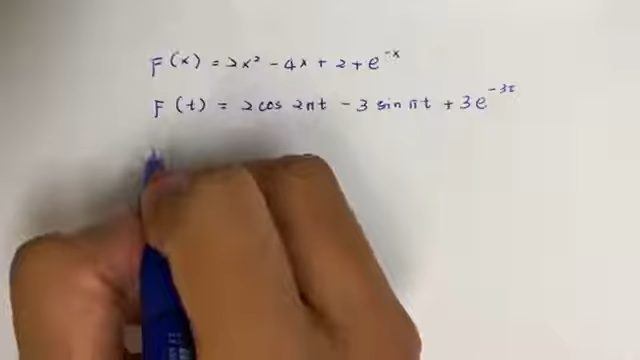 F(x) = 2x² - 4x + 2 + e⁻ˣ
F(t) = 2cos 2πt - 3 sin πt + 3e⁻³ᵗ